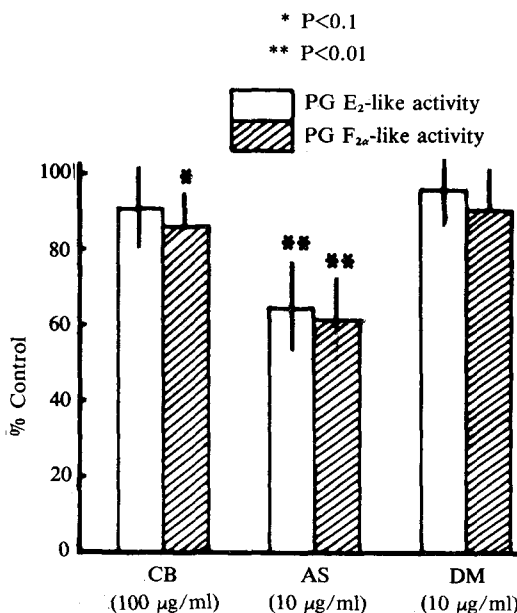 * P<0.1
** P<0.01
PG E₂-like activity
PG F₂α-like activity
% Control
100
80
60
40
20
0
*
** **
CB AS DM
(100 μg/ml) (10 μg/ml) (10 μg/ml)